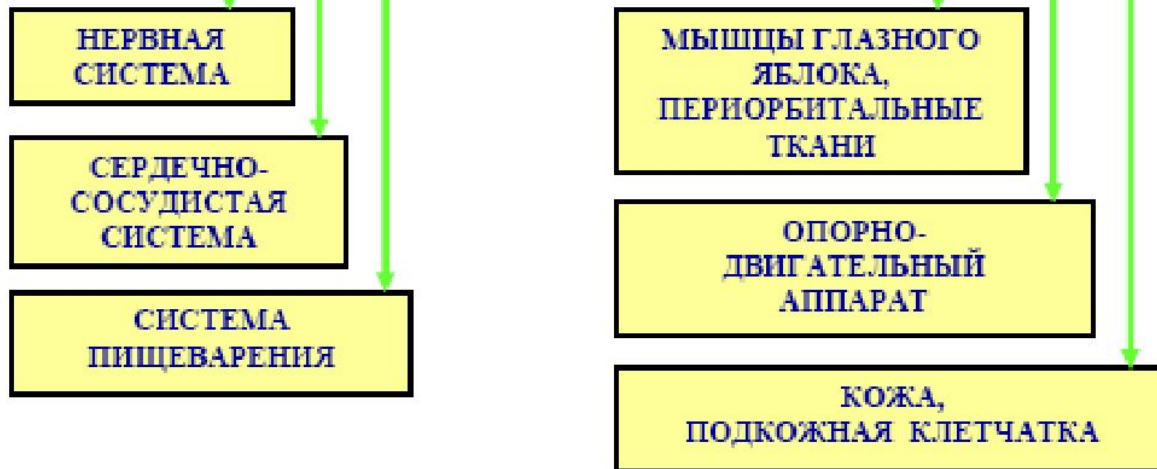 НЕРВНАЯ
СИСТЕМА
СЕРДЕЧНО-
СОСУДИСТАЯ
СИСТЕМА
СИСТЕМА
ПИЩЕВАРЕНИЯ
МЫШЦЫ ГЛАЗНОГО
ЯБЛОКА,
ПЕРИОРБИТАЛЬНЫЕ
ТКАНИ
ОПОРНО-
ДВИГАТЕЛЬНЫЙ
АППАРАТ
КОЖА,
ПОДКОЖНАЯ КЛЕТЧАТКА